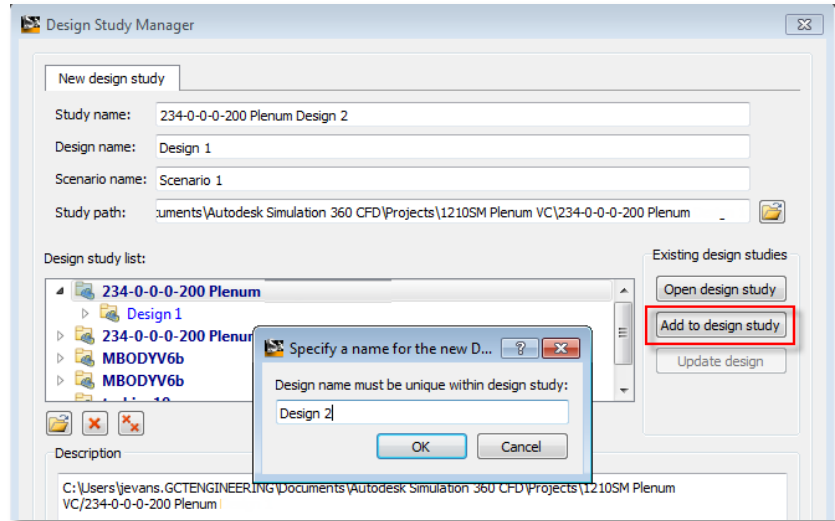 Design Study Manager
New design study
Study name: 234-0-0-0-200 Plenum Design 2
Design name: Design 1
Scenario name: Scenario 1
Study path: :uments\Autodesk Simulation 360 CFD\Projects\1210SM Plenum VC\234-0-0-0-200 Plenum
Design study list:
Existing design studies
234-0-0-0-200 Plenum
Open design study
Design 1
Add to design study
234-0-0-0-200 Plenum
Update design
MBODYV6b
MBODYV6b
Specify a name for the new D...
Design name must be unique within design study:
Design 2
OK Cancel
Description
C:\Users\jevans.GCTENGINEERING\Documents\Autodesk Simulation 360 CFD\Projects\1210SM Plenum
VC/234-0-0-0-200 Plenum